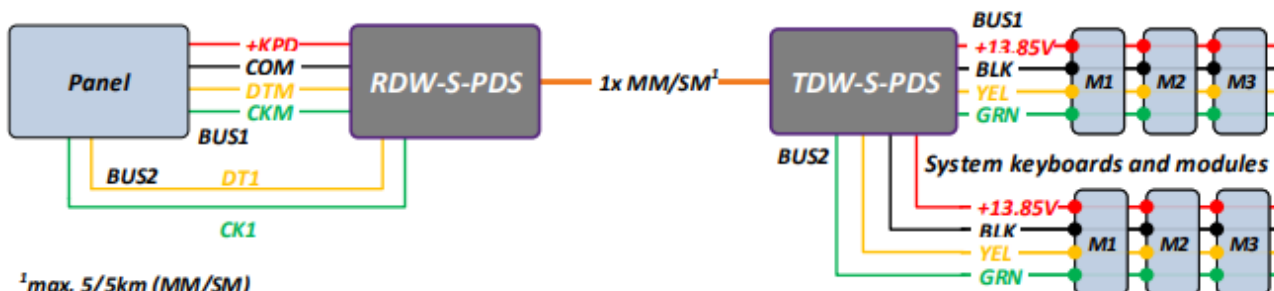 Panel
+KPD
COM
DTM
CKM
BUS1
BUS2
DT1
CK1
RDW-S-PDS
1x MM/SM¹
TDW-S-PDS
BUS1
+13.85V
BLK
YEL
GRN
M1 M2 M3
BUS2
System keyboards and modules
+13.85V
BLK
YEL
GRN
M1 M2 M3
¹max. 5/5km (MM/SM)